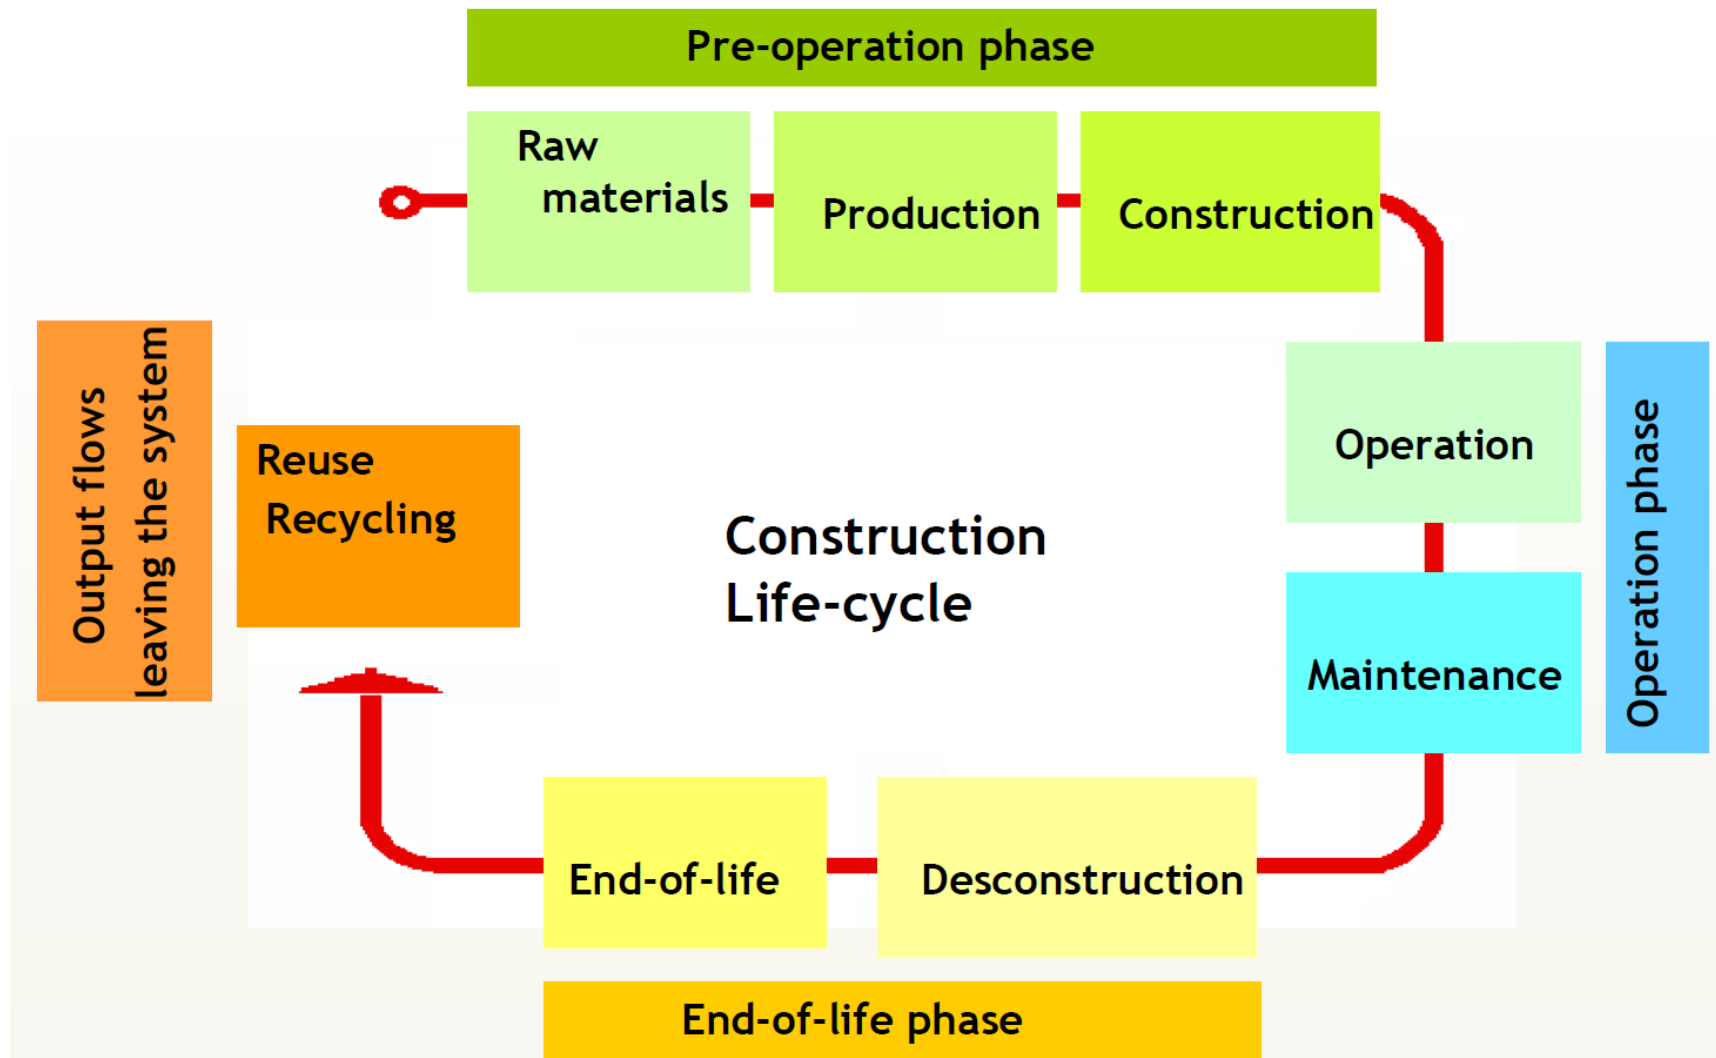 Pre-operation phase
Raw
materials
Production
Construction
Operation
Maintenance
Operation phase
Construction
Life-cycle
Output flows
leaving the system
Reuse
Recycling
End-of-life
Desconstruction
End-of-life phase